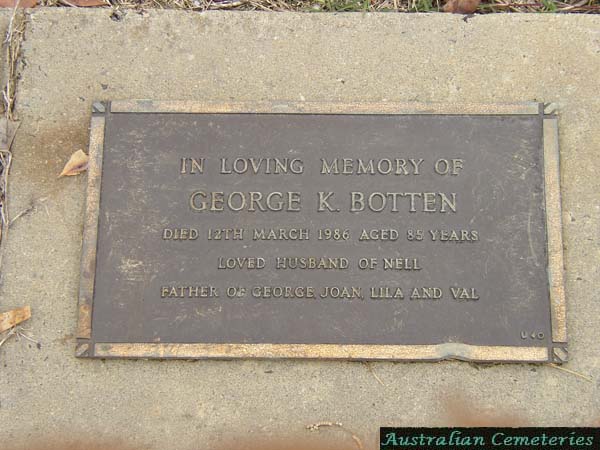 IN LOVING MEMORY OF
GEORGE K. BOTTEN
DIED 12TH MARCH 1986 AGED 85 YEARS
LOVED HUSBAND OF NELL
FATHER OF GEORGE, JOAN, LILA AND VAL
U40
Australian Cemeteries